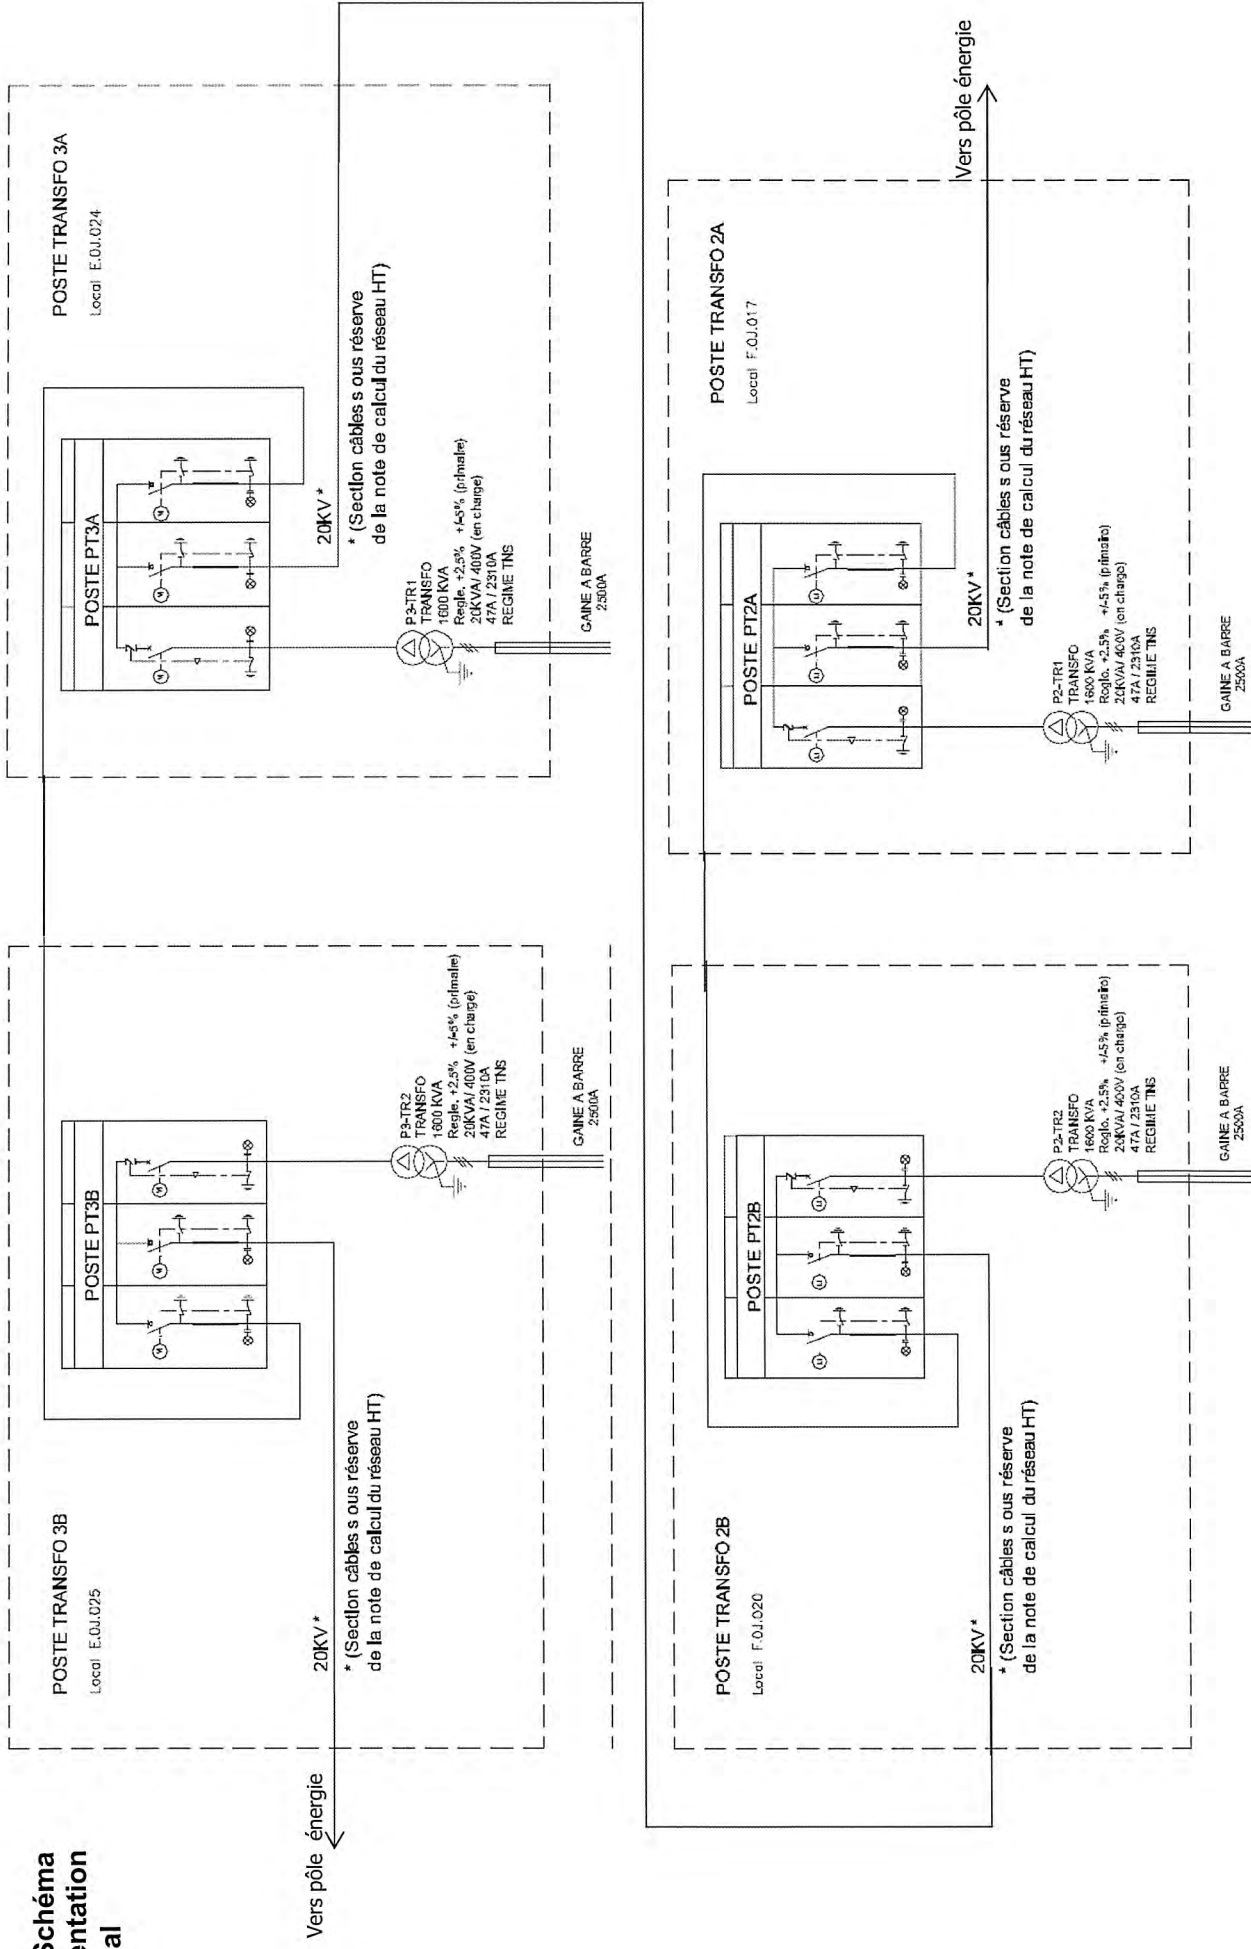 Schéma
entation
al
POSTE TRANSFO 3B
Local E.0J.025
POSTE PT3B
M
M
M
P3-TR2
TRANSFO
1600 KVA
Regle. +2.5% +/-5% (primaire)
20KVA/ 400V (en charge)
47A / 2310A
REGIME TNS
GAINE A BARRE
2500A
20KV *
* (Section câbles s ous réserve
de la note de calcul du réseau HT)
Vers pôle énergie
POSTE TRANSFO 3A
Local E.0J.024
POSTE PT3A
M
M
M
P3-TR1
TRANSFO
1600 KVA
Regle. +2.5% +/-5% (primaire)
20KVA/ 400V (en charge)
47A / 2310A
REGIME TNS
GAINE A BARRE
2500A
20KV *
* (Section câbles s ous réserve
de la note de calcul du réseau HT)
POSTE TRANSFO 2B
Local F.0J.020
POSTE PT2B
P2-TR2
TRANSFO
1600 KVA
Regle. +2.5% +/-5% (primaire)
20KVA/ 400V (en charge)
47A / 2310A
REGIME TNS
GAINE A BARRE
2500A
20KV *
* (Section câbles s ous réserve
de la note de calcul du réseau HT)
POSTE TRANSFO 2A
Local F.0J.017
POSTE PT2A
P2-TR1
TRANSFO
1600 KVA
Regle. +2.5% +/-5% (primaire)
20KVA/ 400V (en charge)
47A / 2310A
REGIME TNS
GAINE A BARRE
2500A
20KV *
* (Section câbles s ous réserve
de la note de calcul du réseau HT)
Vers pôle énergie